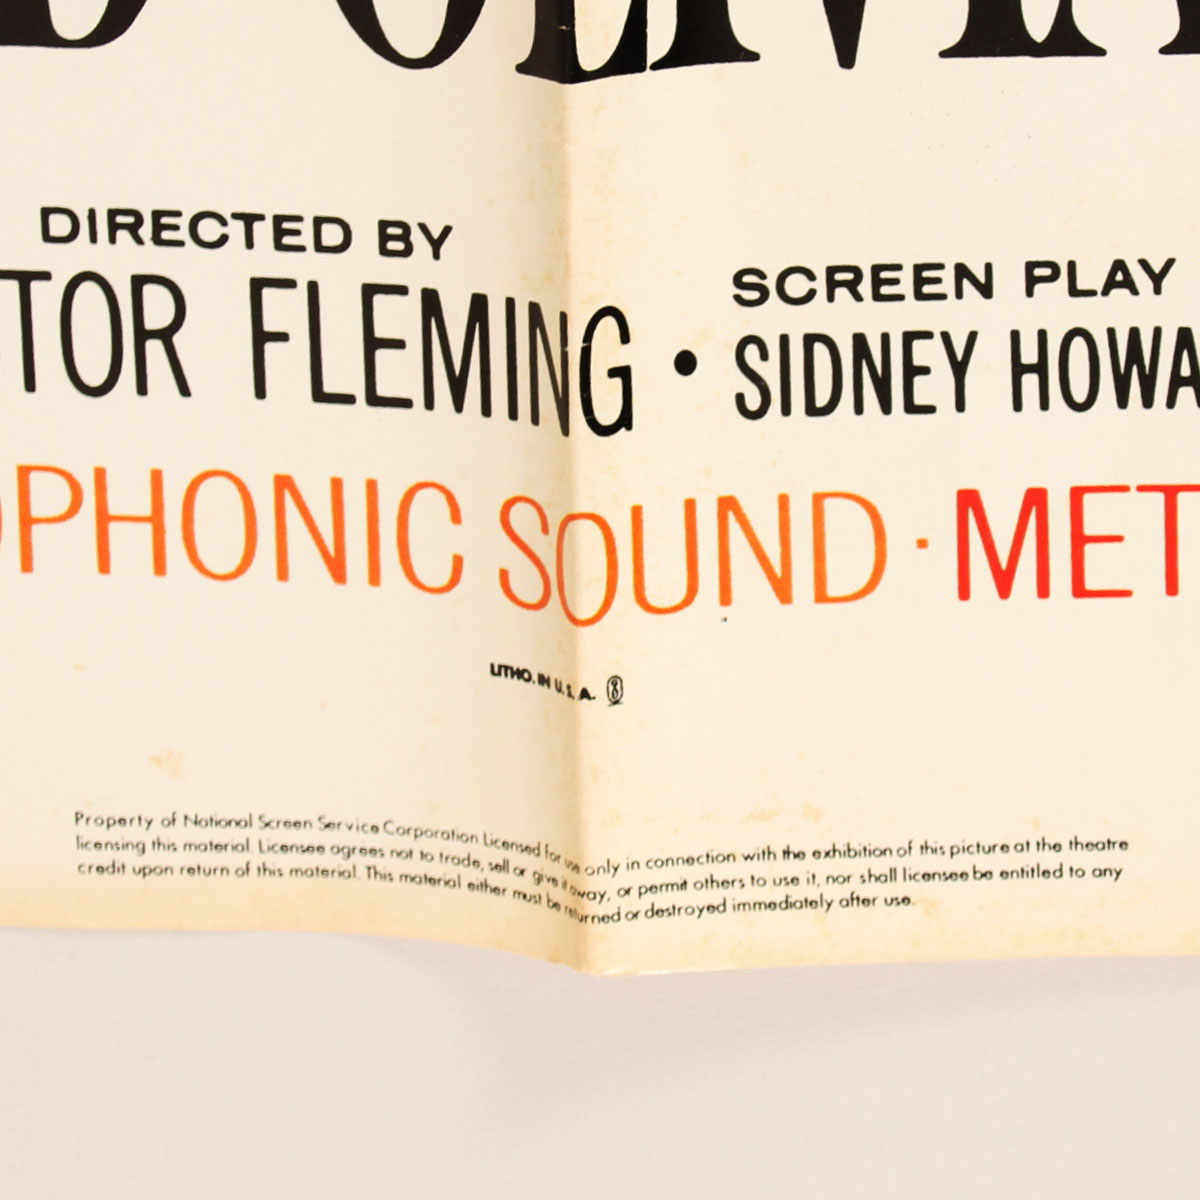 D OLIVIA
DIRECTED BY
TOR FLEMING • SCREEN PLAY
SIDNEY HOWA
OPHONIC SOUND · MET
LITHO. IN U.S.A.
Property of National Screen Service Corporation Licensed for use only in connection with the exhibition of this picture at the theatre
licensing this material. Licensee agrees not to trade, sell or give it away, or permit others to use it, nor shall licensee be entitled to any
credit upon return of this material. This material either must be returned or destroyed immediately after use.